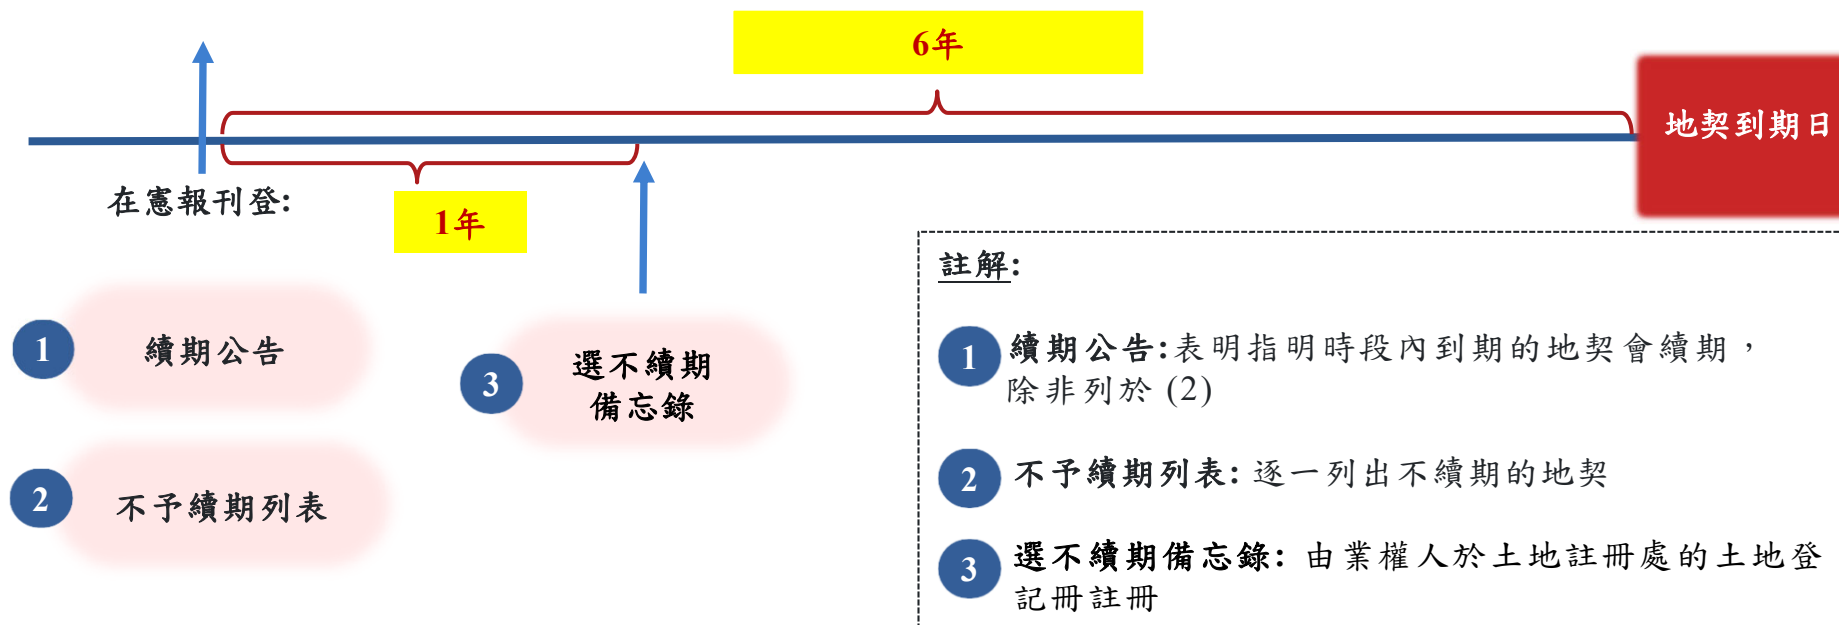 6年
地契到期日
在憲報刊登:
1年
1
續期公告
2
不予續期列表
3
選不續期
備忘錄
註解:
1 續期公告:表明指明時段內到期的地契會續期，
除非列於 (2)
2 不予續期列表: 逐一列出不續期的地契
3 選不續期備忘錄: 由業權人於土地註冊處的土地登
記冊註冊